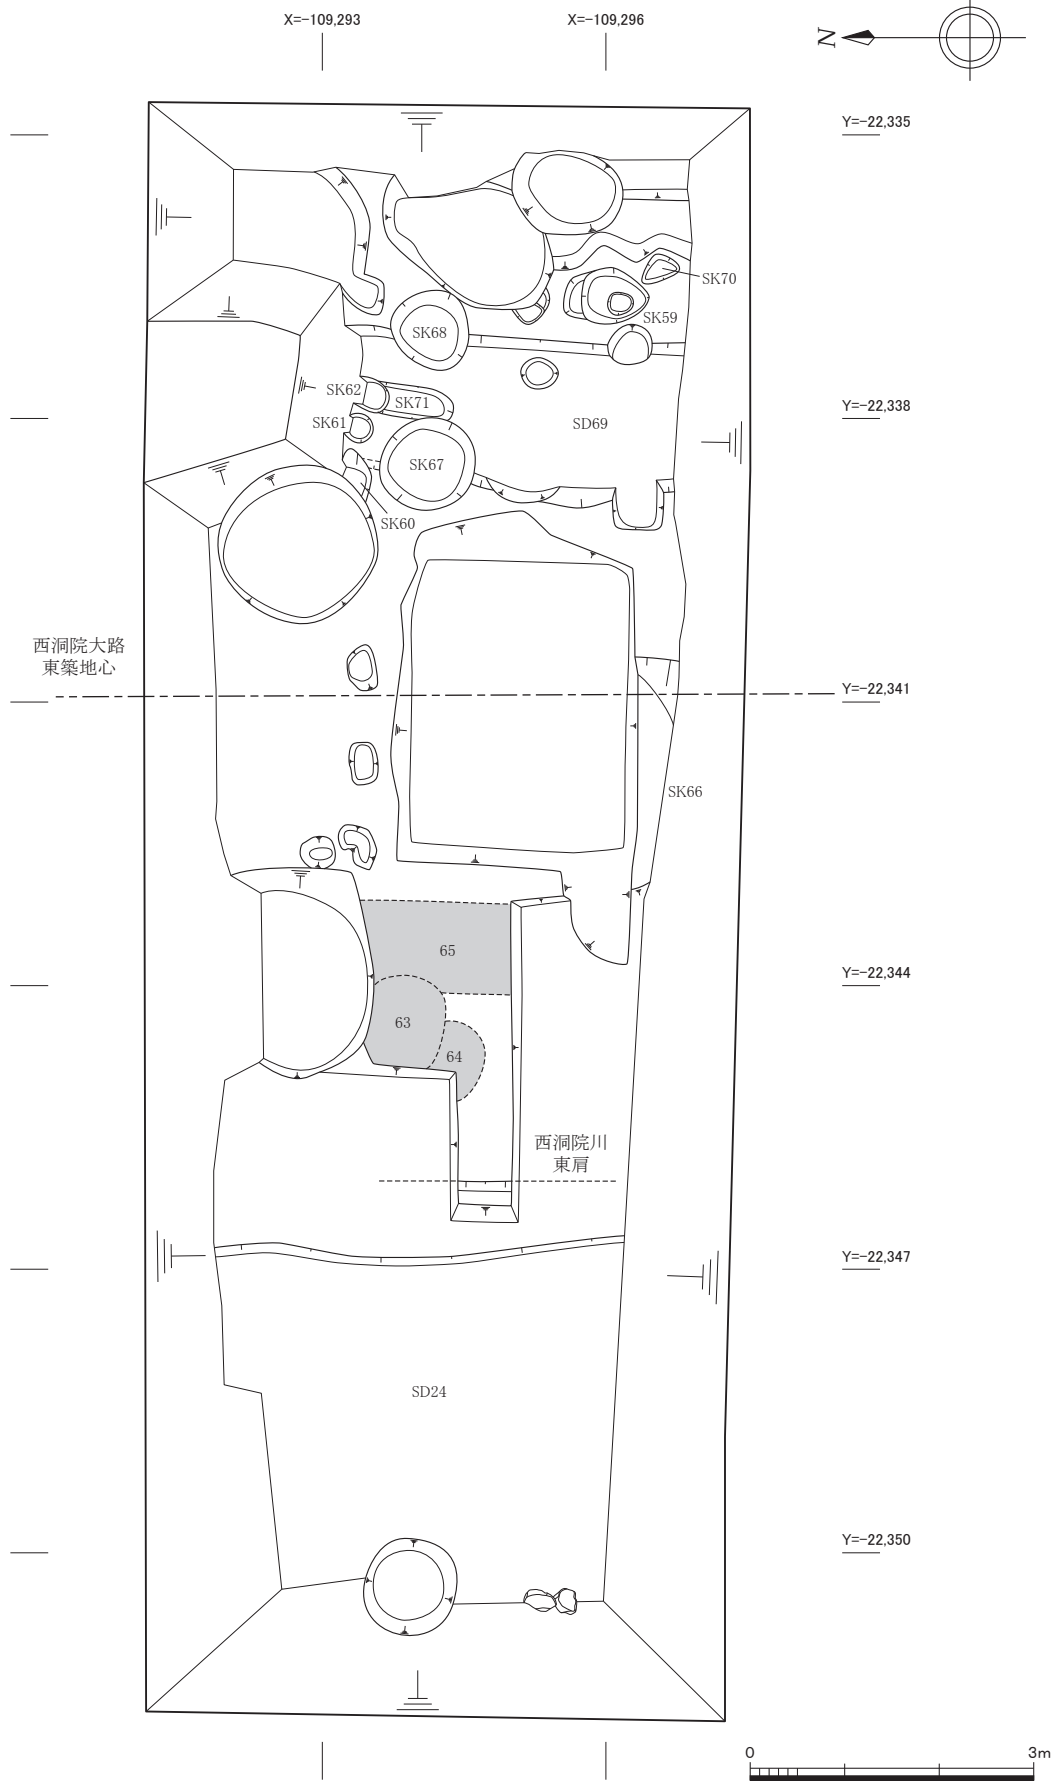 X=-109,293
X=-109,296
N
Y=-22,335
SK70
SK59
SK68
SK62
SK71
SK61
SD69
Y=-22,338
SK67
SK60
西洞院大路
東築地心
Y=-22,341
SK66
65
Y=-22,344
63
64
西洞院川
東肩
Y=-22,347
SD24
Y=-22,350
0
3m